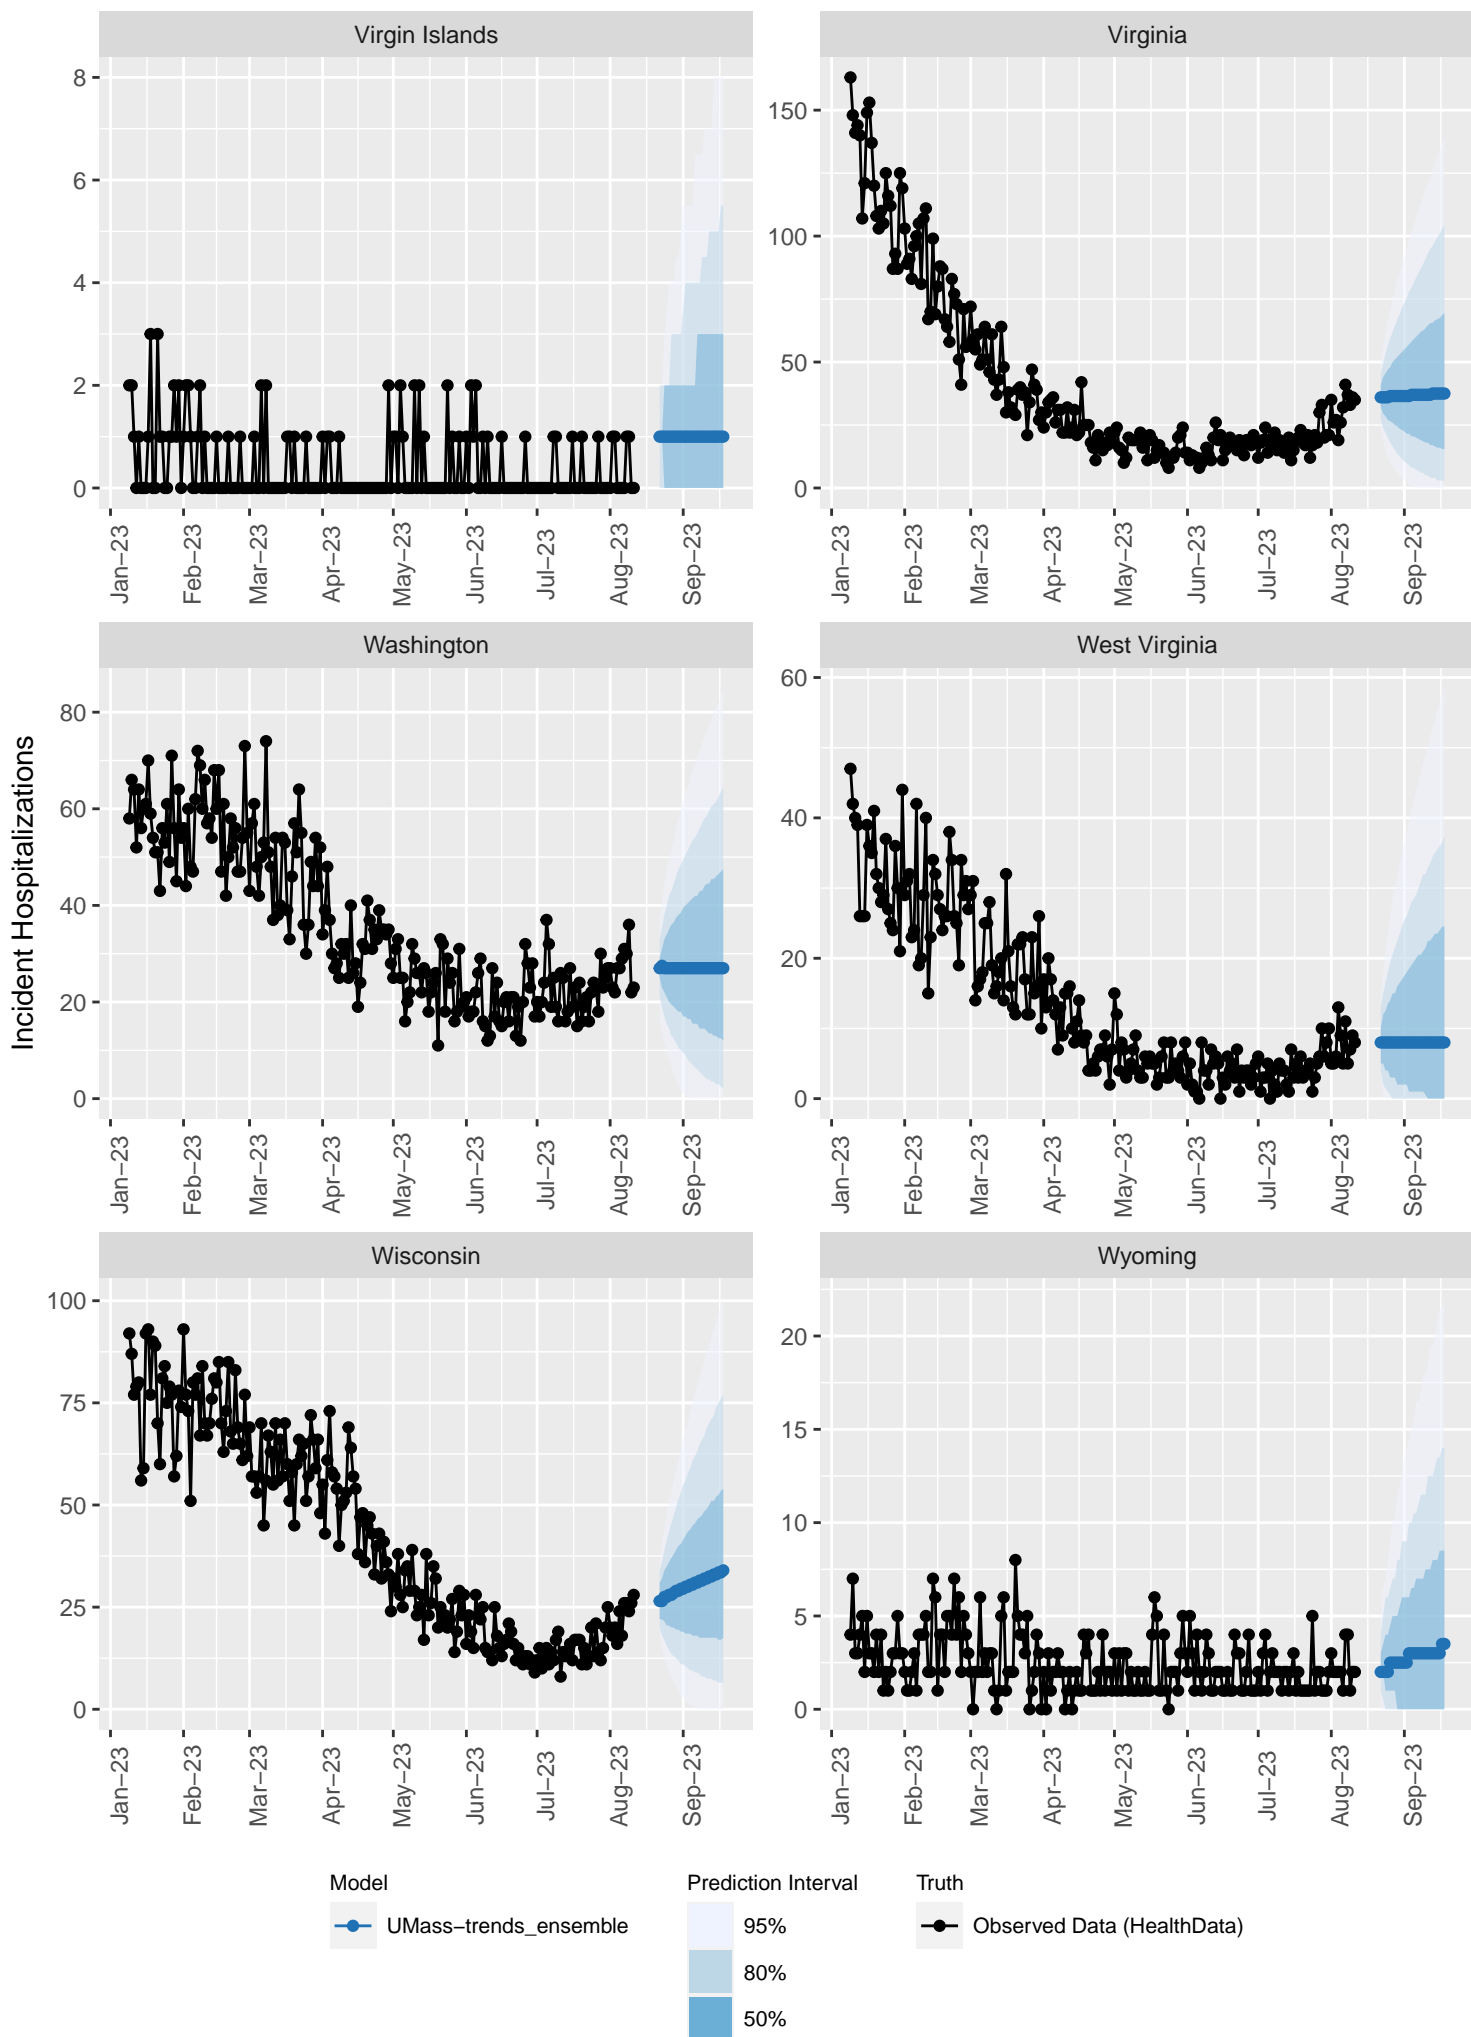 Virgin Islands
Virginia
8
6
4
2
0
150
100
50
0
Jan−23
Feb−23
Mar−23
Apr−23
May−23
Jun−23
Jul−23
Aug−23
Sep−23
Jan−23
Feb−23
Mar−23
Apr−23
May−23
Jun−23
Jul−23
Aug−23
Sep−23
Incident Hospitalizations
Washington
West Virginia
80
60
40
20
0
60
40
20
0
Jan−23
Feb−23
Mar−23
Apr−23
May−23
Jun−23
Jul−23
Aug−23
Sep−23
Jan−23
Feb−23
Mar−23
Apr−23
May−23
Jun−23
Jul−23
Aug−23
Sep−23
Wisconsin
Wyoming
100
75
50
25
0
20
15
10
5
0
Jan−23
Feb−23
Mar−23
Apr−23
May−23
Jun−23
Jul−23
Aug−23
Sep−23
Jan−23
Feb−23
Mar−23
Apr−23
May−23
Jun−23
Jul−23
Aug−23
Sep−23
Model
UMass−trends_ensemble
Prediction Interval
95%
80%
50%
Truth
Observed Data (HealthData)